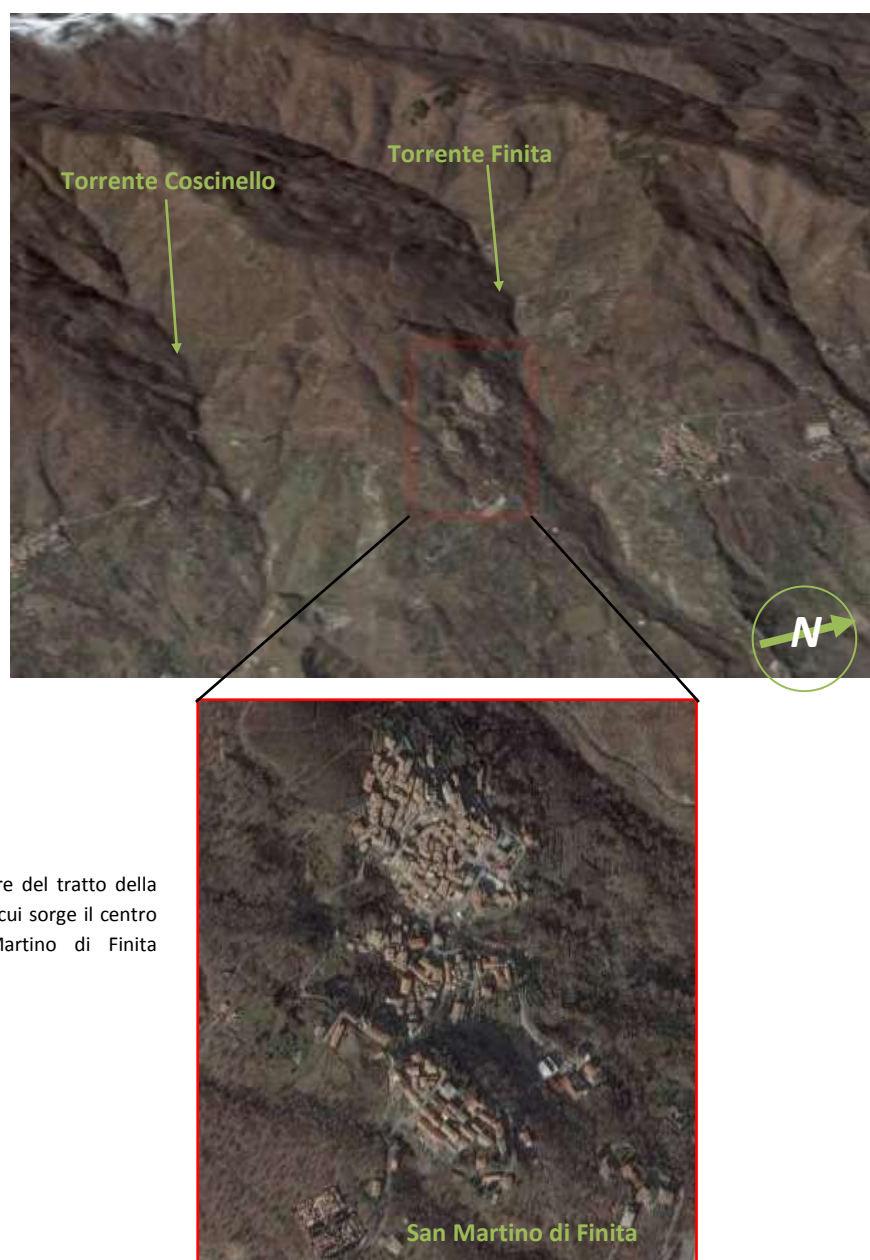 Torrente Finita
Torrente Coscinello
N
re del tratto della
cui sorge il centro
Martino di Finita
San Martino di Finita